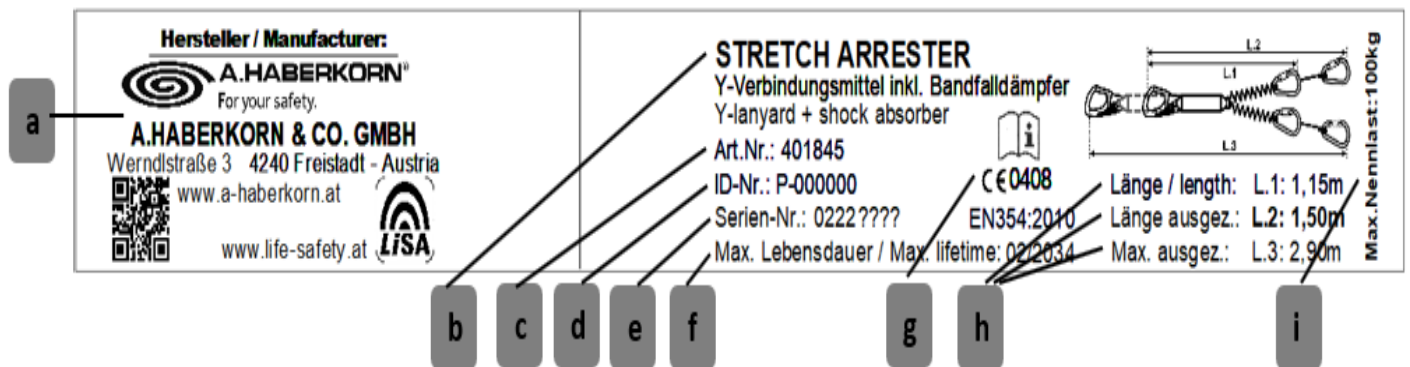 Hersteller / Manufacturer:
A.HABERKORN®
For your safety.
A.HABERKORN & CO. GMBH
Werndlstraße 3 4240 Freistadt - Austria
www.a-haberkorn.at
www.life-safety.at
LiSA
STRETCH ARRESTER
Y-Verbindungsmittel inkl. Bandfalldämpfer
Y-lanyard + shock absorber
Art.Nr.: 401845
ID-Nr.: P-000000
Serien-Nr.: 0222????
Max. Lebensdauer / Max. lifetime: 02/2034
i
CE0408
EN354:2010
L.2
L.1
L.3
Länge / length: L.1: 1,15m
Länge ausgez.: L.2: 1,50m
Max. ausgez.: L.3: 2,90m
Max.Nennlast:100kg
a
b
c
d
e
f
g
h
i